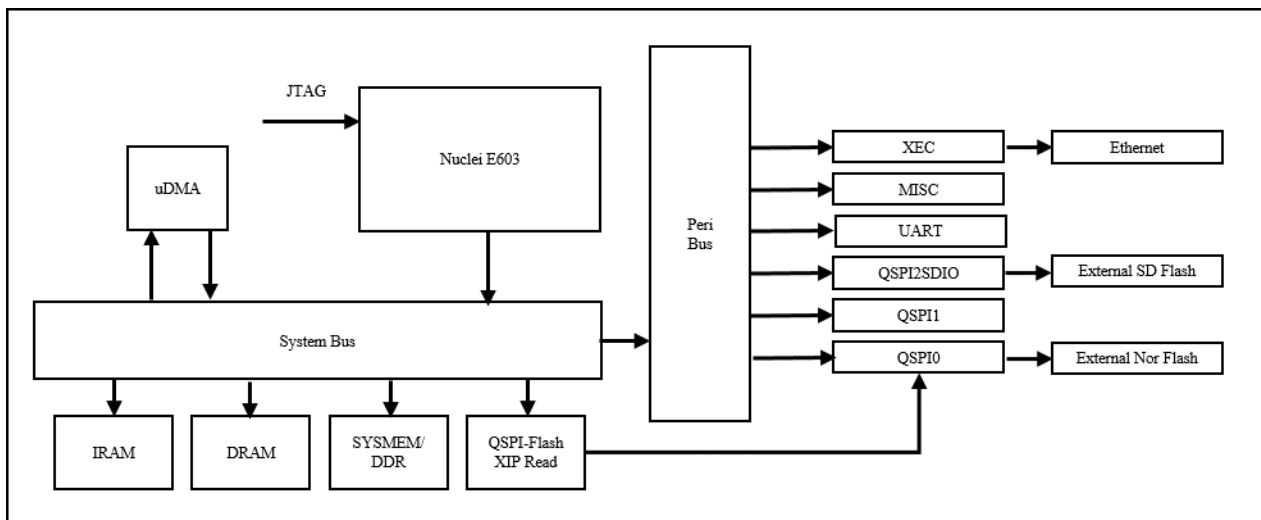 JTAG
Nuclei E603
uDMA
System Bus
IRAM
DRAM
SYSMEM/
DDR
QSPI-Flash
XIP Read
Peri
Bus
XEC
Ethernet
MISC
UART
QSPI2SDIO
External SD Flash
QSPI1
QSPI0
External Nor Flash